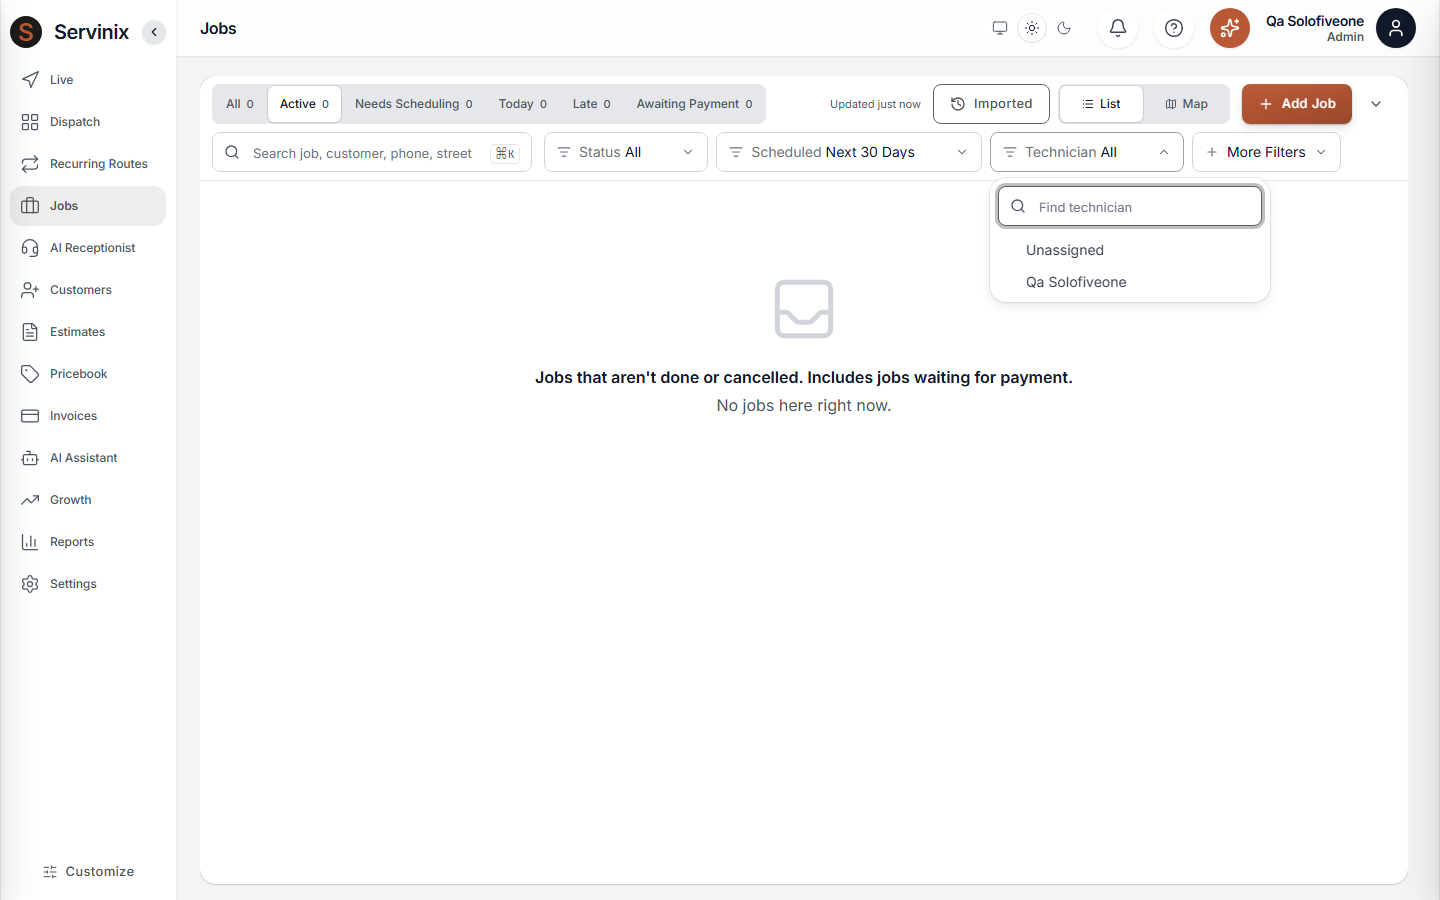 Servinix
Jobs
Qa Solofiveone
Admin
Live
Dispatch
Recurring Routes
Jobs
AI Receptionist
Customers
Estimates
Pricebook
Invoices
AI Assistant
Growth
Reports
Settings
Customize
All 0
Active 0
Needs Scheduling 0
Today 0
Late 0
Awaiting Payment 0
Updated just now
Imported
List
Map
Add Job
Search job, customer, phone, street
⌘K
Status All
Scheduled Next 30 Days
Technician All
More Filters
Find technician
Unassigned
Qa Solofiveone
Jobs that aren't done or cancelled. Includes jobs waiting for payment.
No jobs here right now.